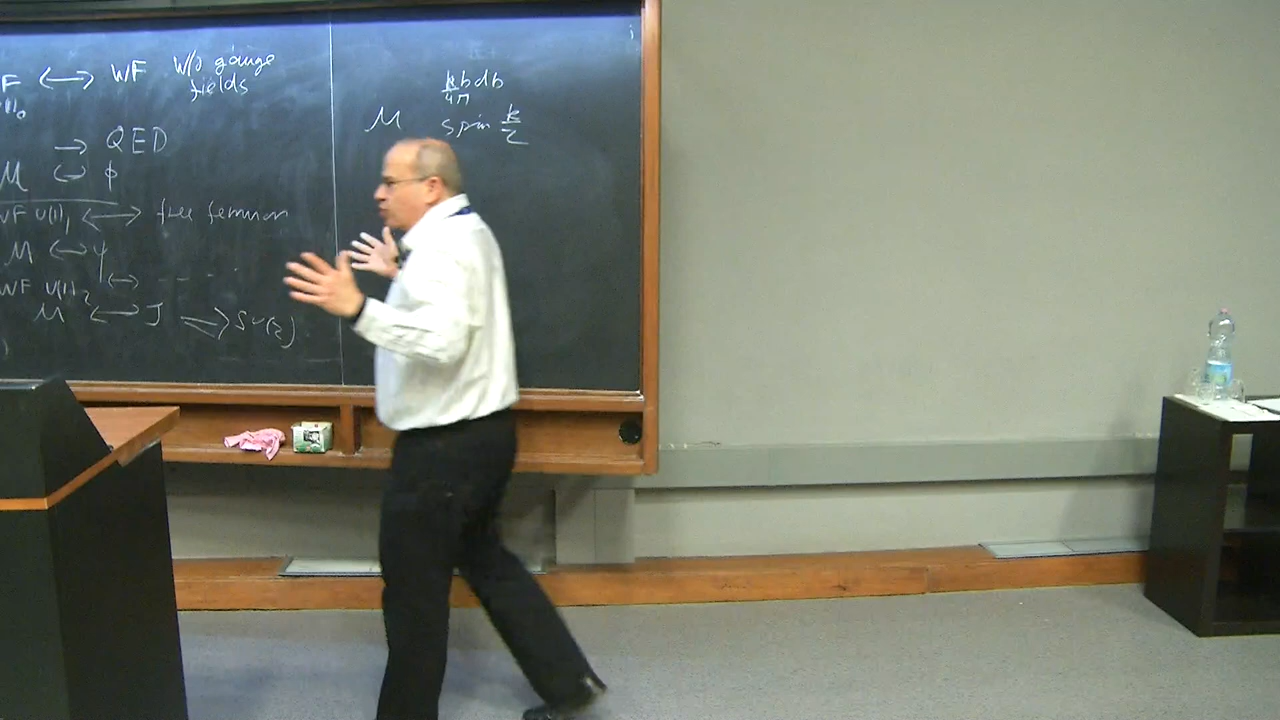 F ⟷ WF w/o gauge
fields
→ QED
M ↔ φ
WF U(1)₁ ⟷ free fermion
M ↔ ψ
WF U(1)₂ ↔ - - -
M ⟷ J ⟹ SU(2)
k/4π bdb
M spin k/2